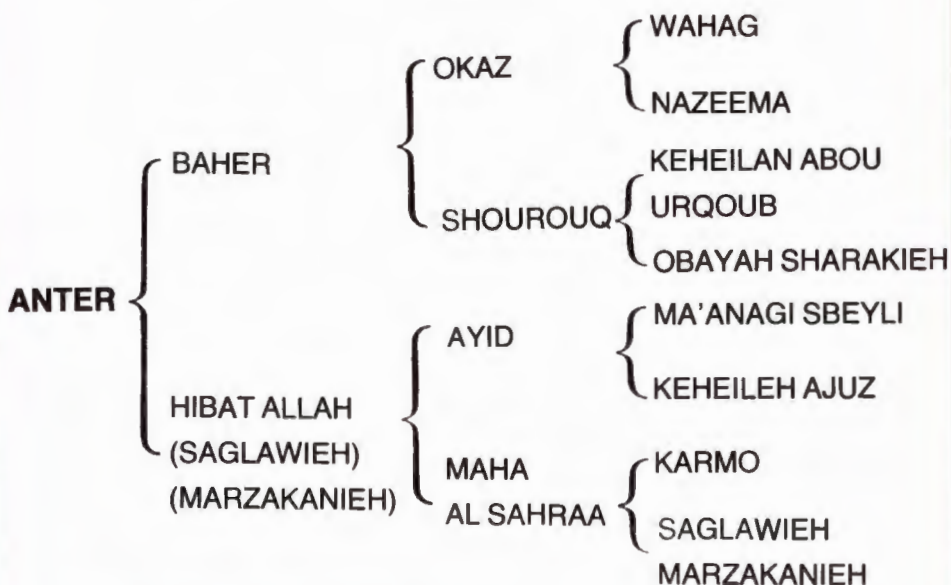 WAHAG
OKAZ
NAZEEMA
BAHER
KEHEILAN ABOU
URQOUB
SHOUROUQ
OBAYAH SHARAKIEH
ANTER
MA'ANAGI SBEYLI
AYID
KEHEILEH AJUZ
HIBAT ALLAH
(SAGLAWIEH)
(MARZAKANIEH)
MAHA
AL SAHRAA
KARMO
SAGLAWIEH
MARZAKANIEH